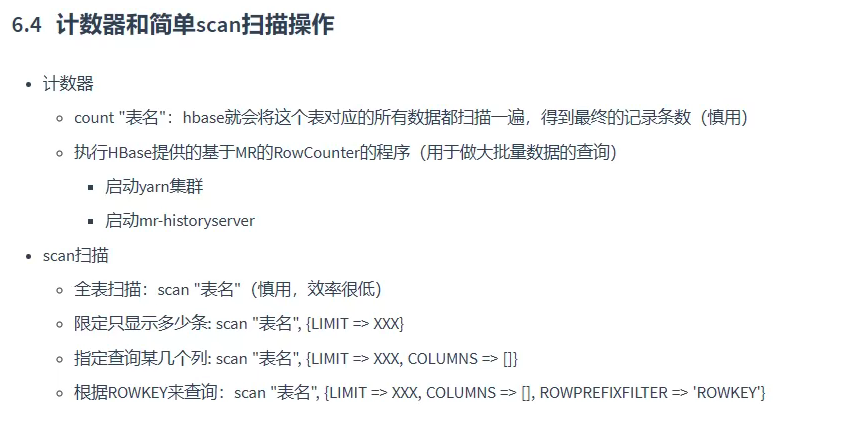 6.4 计数器和简单scan扫描操作
计数器
count "表名"：hbase就会将这个表对应的所有数据都扫描一遍，得到最终的记录条数（慎用）
执行HBase提供的基于MR的RowCounter的程序（用于做大批量数据的查询）
启动yarn集群
启动mr-historyserver
scan扫描
全表扫描：scan "表名"（慎用，效率很低）
限定只显示多少条: scan "表名", {LIMIT => XXX}
指定查询某几个列: scan "表名", {LIMIT => XXX, COLUMNS => []}
根据ROWKEY来查询：scan "表名", {LIMIT => XXX, COLUMNS => [], ROWPREFIXFILTER => 'ROWKEY'}